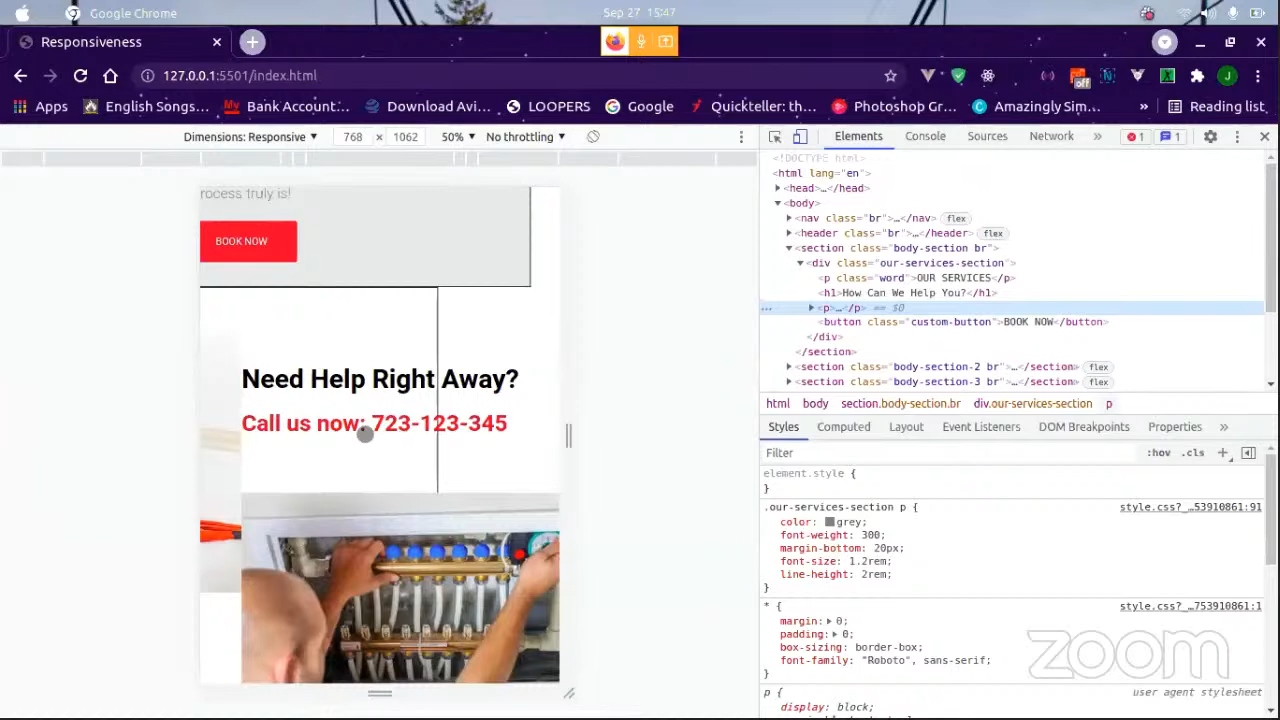 Google Chrome
Sep 27 15:47
Responsiveness
127.0.0.1:5501/index.html
off
J
Apps
English Songs...
My
Bank Account:..
Download Avi...
LOOPERS
Google
Quickteller: th...
Photoshop Gr...
Amazingly Sim...
»
Reading list
Dimensions: Responsive
768 × 1062
50%
No throttling
Elements
Console
Sources
Network
»
1
1
<!DOCTYPE html>
<html lang="en">
<head>…</head>
<body>
<nav class="br">…</nav> flex
<header class="br">…</header> flex
<section class="body-section br">
<div class="our-services-section">
<p class="word">OUR SERVICES</p>
<h1>How Can We Help You?</h1>
<p>…</p> == $0
<button class="custom-button">BOOK NOW</button>
</div>
</section>
<section class="body-section-2 br">…</section> flex
<section class="body-section-3 br">…</section> flex
html body section.body-section.br div.our-services-section p
Styles
Computed
Layout
Event Listeners
DOM Breakpoints
Properties
»
Filter
:hov .cls +
element.style {
}
.our-services-section p {
style.css?_…53910861:91
color: grey;
font-weight: 300;
margin-bottom: 20px;
font-size: 1.2rem;
line-height: 2rem;
}
* {
style.css?_…753910861:1
margin: 0;
padding: 0;
box-sizing: border-box;
font-family: "Roboto", sans-serif;
}
p {
user agent stylesheet
display: block;
rocess truly is!
BOOK NOW
Need Help Right Away?
Call us now: 723-123-345
zoom